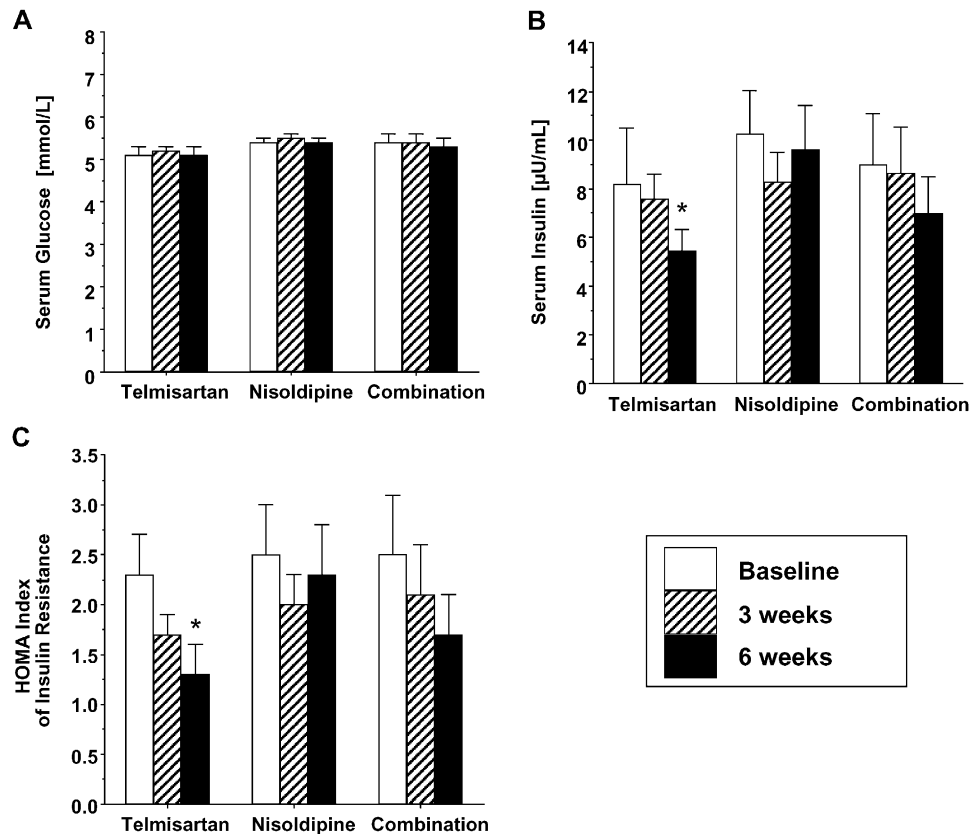 A
Serum Glucose [mmol/L]
8
7
6
5
4
3
2
1
0
Telmisartan Nisoldipine Combination
B
Serum Insulin [µU/mL]
14
12
10
8
6
4
2
0
*
Telmisartan Nisoldipine Combination
C
HOMA Index
of Insulin Resistance
3.5
3.0
2.5
2.0
1.5
1.0
0.5
0.0
*
Telmisartan Nisoldipine Combination
Baseline
3 weeks
6 weeks